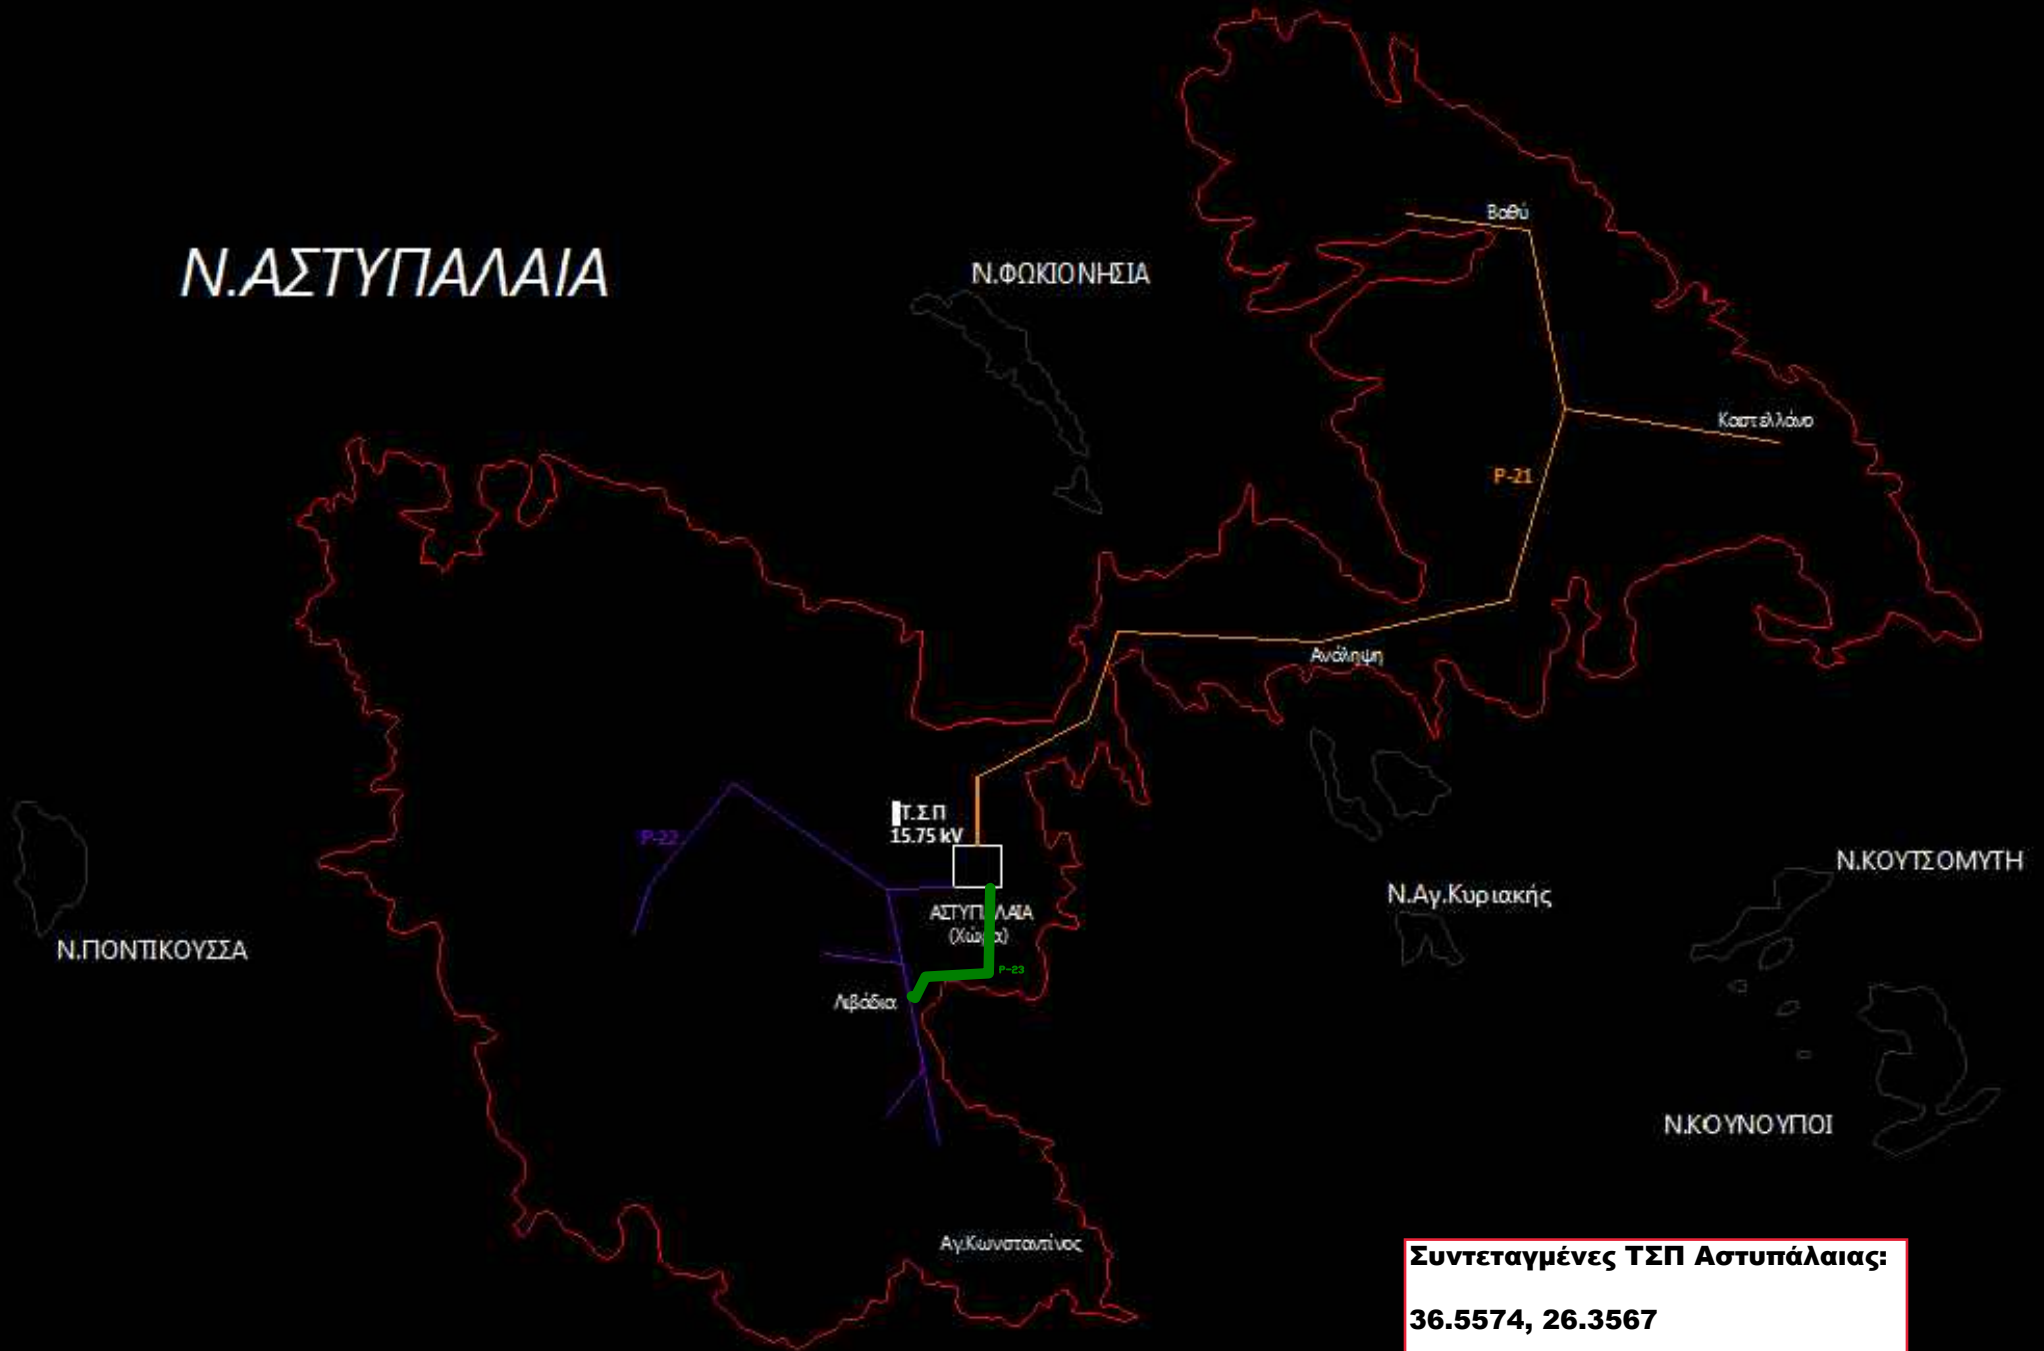 Βαθύ
Ν.ΑΣΤΥΠΑΛΑΙΑ
Ν.ΦΩΚΙΟΝΗΣΙΑ
Καστελλάνο
P-21
Ανάληψη
Τ.Σ.Π
15.75 kV
P-22
Ν.ΚΟΥΤΣΟΜΥΤΗ
Ν.Αγ.Κυριακής
ΑΣΤΥΠΑΛΑΙΑ
(Χώρα)
Ν.ΠΟΝΤΙΚΟΥΣΣΑ
P-23
Λιβάδια
Ν.ΚΟΥΝΟΥΠΟΙ
Αγ.Κωνσταντίνος
Συντεταγμένες ΤΣΠ Αστυπάλαιας:
36.5574, 26.3567